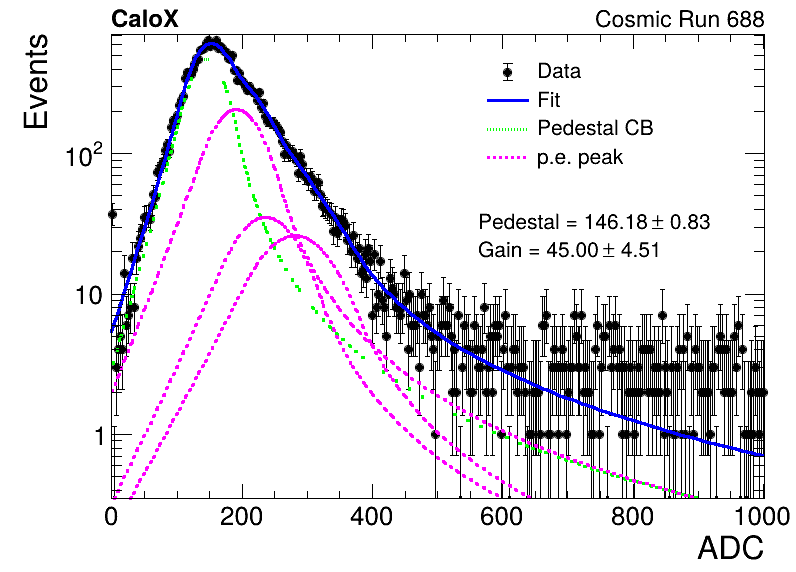 CaloX Cosmic Run 688
Events
Data
Fit
Pedestal CB
p.e. peak
Pedestal = 146.18 ± 0.83
Gain = 45.00 ± 4.51
10²
10
1
0 200 400 600 800 1000
ADC